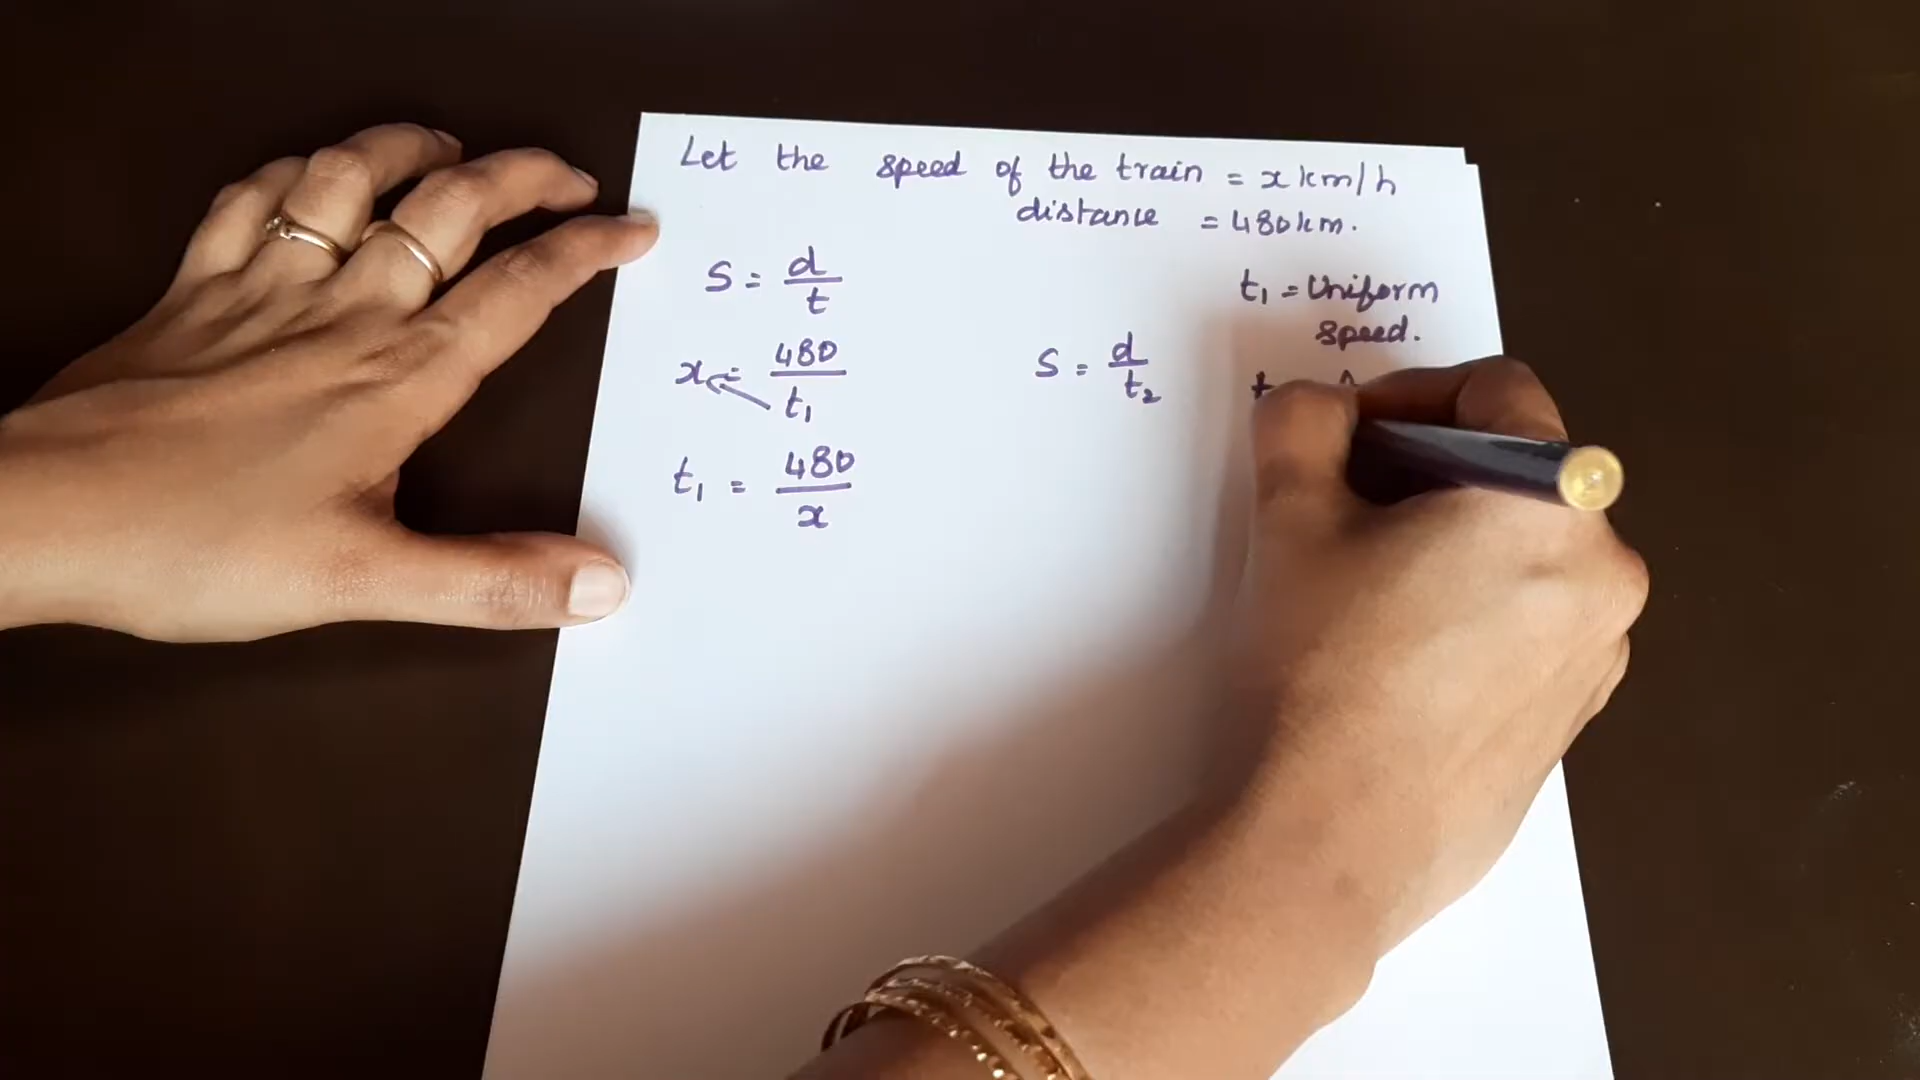 Let the speed of the train = x km/h
distance = 480 km.
S = d/t
t₁ = Uniform
speed.
x = 480/t₁
S = d/t₂
t₁ = 480/x